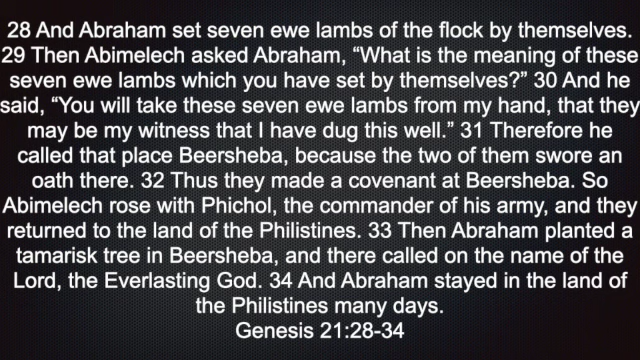 28 And Abraham set seven ewe lambs of the flock by themselves.
29 Then Abimelech asked Abraham, “What is the meaning of these
seven ewe lambs which you have set by themselves?” 30 And he
said, “You will take these seven ewe lambs from my hand, that they
may be my witness that I have dug this well.” 31 Therefore he
called that place Beersheba, because the two of them swore an
oath there. 32 Thus they made a covenant at Beersheba. So
Abimelech rose with Phichol, the commander of his army, and they
returned to the land of the Philistines. 33 Then Abraham planted a
tamarisk tree in Beersheba, and there called on the name of the
Lord, the Everlasting God. 34 And Abraham stayed in the land of
the Philistines many days.
Genesis 21:28-34